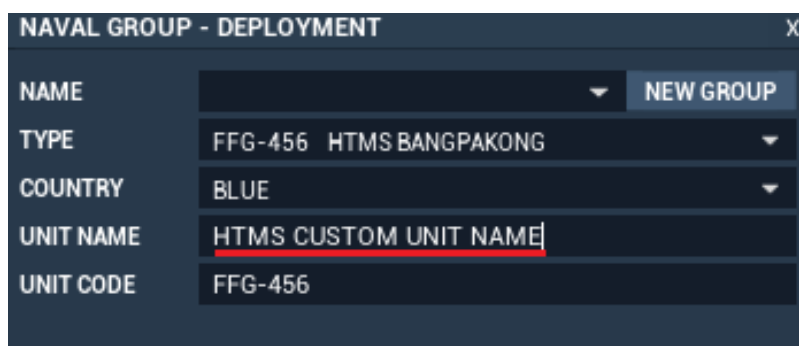 NAVAL GROUP - DEPLOYMENT X
NAME NEW GROUP
TYPE FFG-456 HTMS BANGPAKONG
COUNTRY BLUE
UNIT NAME HTMS CUSTOM UNIT NAME
UNIT CODE FFG-456